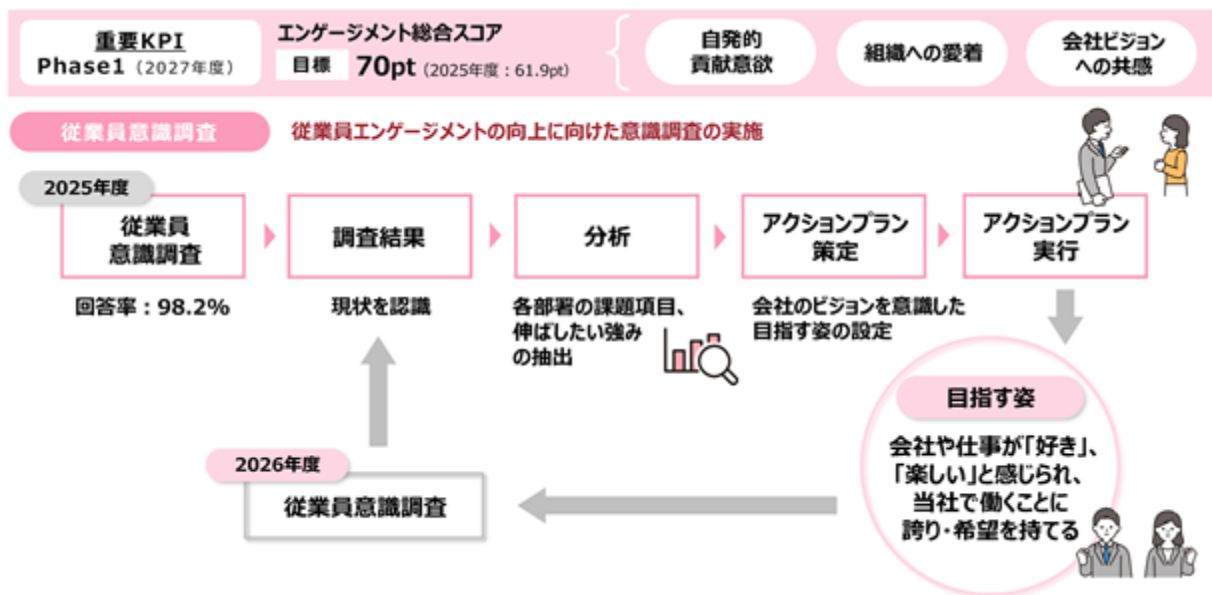 重要KPI
Phase1（2027年度）
エンゲージメント総合スコア
目標 70pt（2025年度：61.9pt）
自発的
貢献意欲
組織への愛着
会社ビジョン
への共感
従業員意識調査
従業員エンゲージメントの向上に向けた意識調査の実施
2025年度
従業員
意識調査
回答率：98.2%
調査結果
現状を認識
分析
各部署の課題項目、
伸ばしたい強み
の抽出
アクションプラン
策定
会社のビジョンを意識した
目指す姿の設定
アクションプラン
実行
目指す姿
会社や仕事が「好き」、
「楽しい」と感じられ、
当社で働くことに
誇り・希望を持てる
2026年度
従業員意識調査